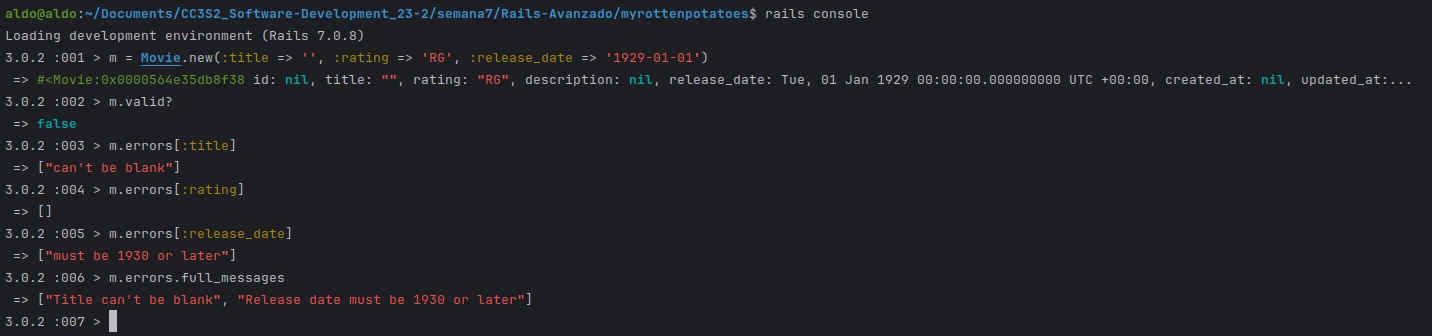 aldo@aldo:~/Documents/CC3S2_Software-Development_23-2/semana7/Rails-Avanzado/myrottenpotatoes$ rails console
Loading development environment (Rails 7.0.8)
3.0.2 :001 > m = Movie.new(:title => '', :rating => 'RG', :release_date => '1929-01-01')
 => #<Movie:0x0000564e35db8f38 id: nil, title: "", rating: "RG", description: nil, release_date: Tue, 01 Jan 1929 00:00:00.000000000 UTC +00:00, created_at: nil, updated_at:...
3.0.2 :002 > m.valid?
 => false
3.0.2 :003 > m.errors[:title]
 => ["can't be blank"]
3.0.2 :004 > m.errors[:rating]
 => []
3.0.2 :005 > m.errors[:release_date]
 => ["must be 1930 or later"]
3.0.2 :006 > m.errors.full_messages
 => ["Title can't be blank", "Release date must be 1930 or later"]
3.0.2 :007 >